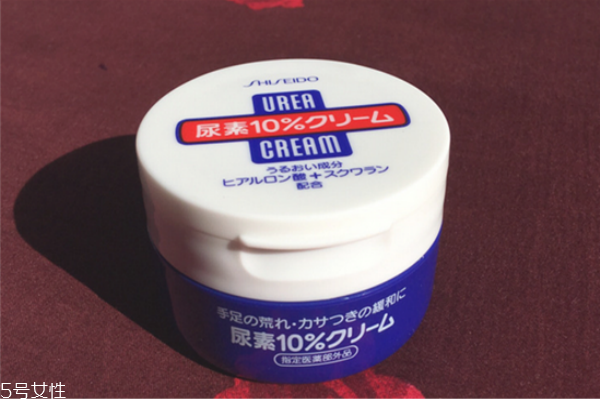 SHISEIDO
UREA
尿素10%クリーム
CREAM
うるおい成分
ヒアルロン酸+スクワラン
配合
手足の荒れ・カサつきの緩和に
尿素10%クリーム
指定医薬部外品
5号女性